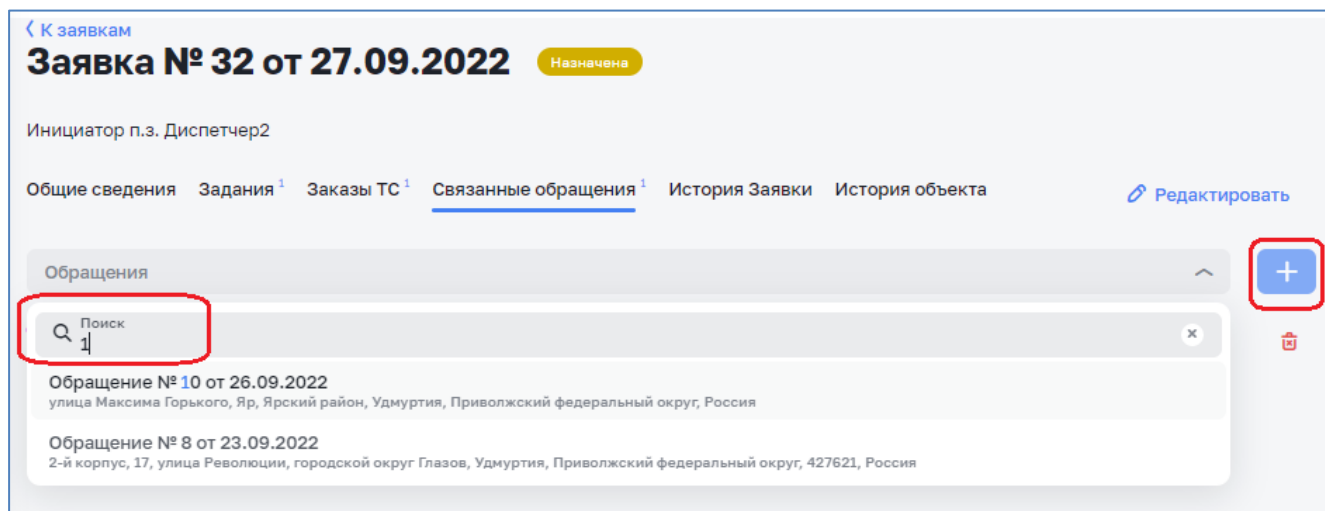 К заявкам
Заявка № 32 от 27.09.2022 Назначена
Инициатор п.з. Диспетчер2
Общие сведения Задания 1 Заказы ТС 1 Связанные обращения 1 История Заявки История объекта Редактировать
Обращения
Поиск
1
Обращение № 10 от 26.09.2022
улица Максима Горького, Яр, Ярский район, Удмуртия, Приволжский федеральный округ, Россия
Обращение № 8 от 23.09.2022
2-й корпус, 17, улица Революции, городской округ Глазов, Удмуртия, Приволжский федеральный округ, 427621, Россия